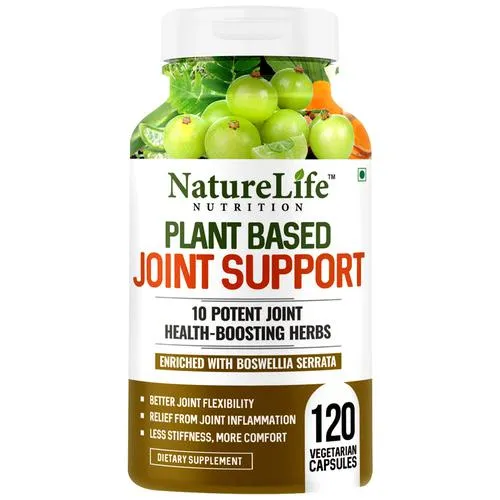 NatureLife™
NUTRITION
PLANT BASED
JOINT SUPPORT
10 POTENT JOINT
HEALTH-BOOSTING HERBS
ENRICHED WITH BOSWELLIA SERRATA
• BETTER JOINT FLEXIBILITY
• RELIEF FROM JOINT INFLAMMATION
• LESS STIFFNESS, MORE COMFORT
DIETARY SUPPLEMENT
120
VEGETARIAN
CAPSULES